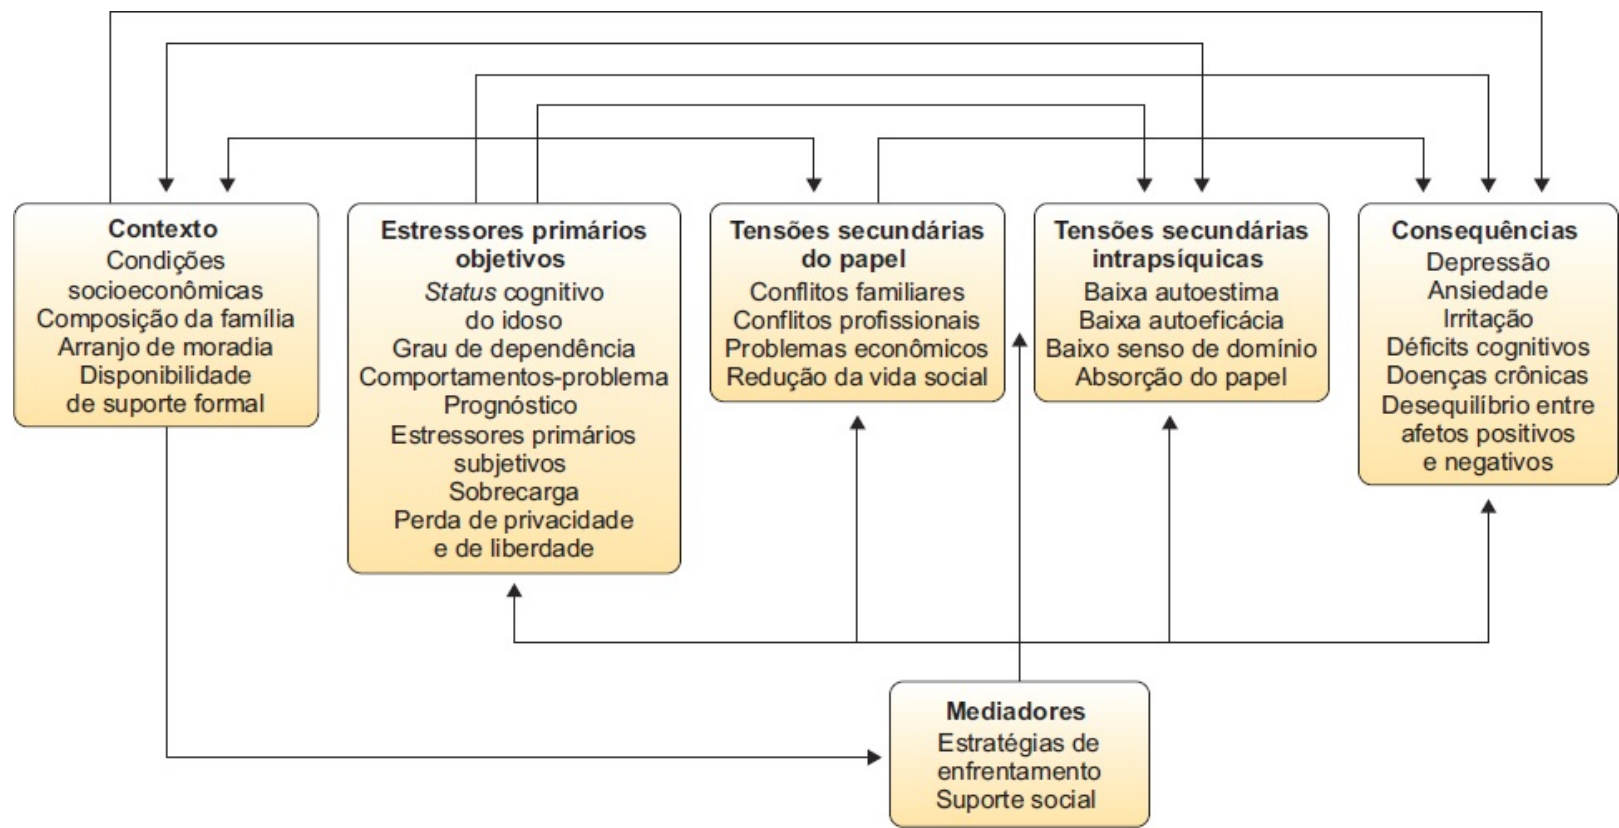 Contexto
Condições
socioeconômicas
Composição da família
Arranjo de moradia
Disponibilidade
de suporte formal
Estressores primários
objetivos
Status cognitivo
do idoso
Grau de dependência
Comportamentos-problema
Prognóstico
Estressores primários
subjetivos
Sobrecarga
Perda de privacidade
e de liberdade
Tensões secundárias
do papel
Conflitos familiares
Conflitos profissionais
Problemas econômicos
Redução da vida social
Tensões secundárias
intrapsíquicas
Baixa autoestima
Baixa autoeficácia
Baixo senso de domínio
Absorção do papel
Consequências
Depressão
Ansiedade
Irritação
Déficits cognitivos
Doenças crônicas
Desequilíbrio entre
afetos positivos
e negativos
Mediadores
Estratégias de
enfrentamento
Suporte social